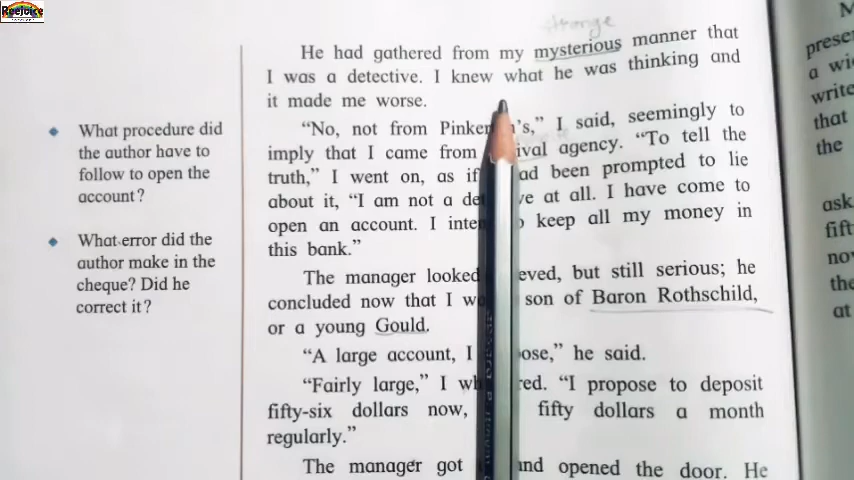 Reejoice
strange
He had gathered from my mysterious manner that
I was a detective. I knew what he was thinking and
it made me worse.
"No, not from Pinker n's," I said, seemingly to
imply that I came from ival agency. "To tell the
truth," I went on, as if ad been prompted to lie
about it, "I am not a de ve at all. I have come to
open an account. I inte o keep all my money in
this bank."
The manager looked eved, but still serious; he
concluded now that I w son of Baron Rothschild,
or a young Gould.
"A large account, I pose," he said.
"Fairly large," I wh red. "I propose to deposit
fifty-six dollars now, fifty dollars a month
regularly."
The manager got and opened the door. He
What procedure did
the author have to
follow to open the
account?
What error did the
author make in the
cheque? Did he
correct it?
M
prese
a wi
write
that
the
ask
fift
no
the
at